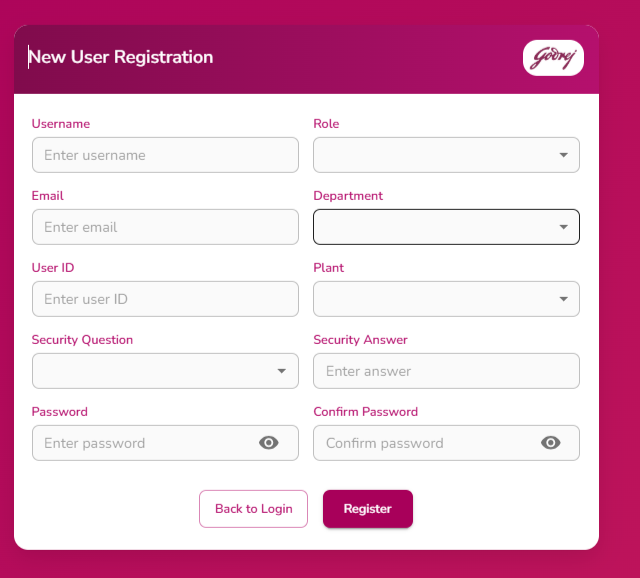 New User Registration
Godrej
Username
Role
Enter username
Email
Department
Enter email
User ID
Plant
Enter user ID
Security Question
Security Answer
Enter answer
Password
Confirm Password
Enter password
Confirm password
Back to Login
Register